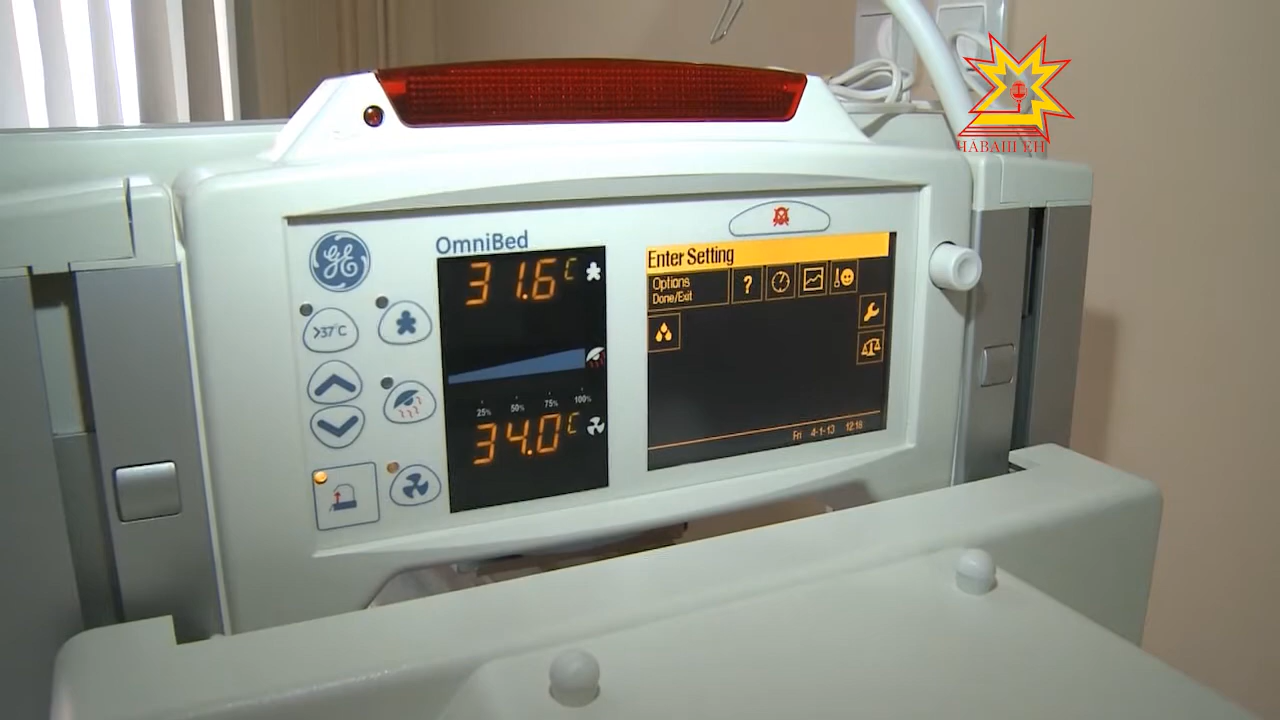 ЧАВАШ ЕН
GE
OmniBed
31.6 C
>37°C
25% 50% 75% 100%
34.0 C
Enter Setting
Options
Done/Exit
?
Fri 4-1-13 12:18